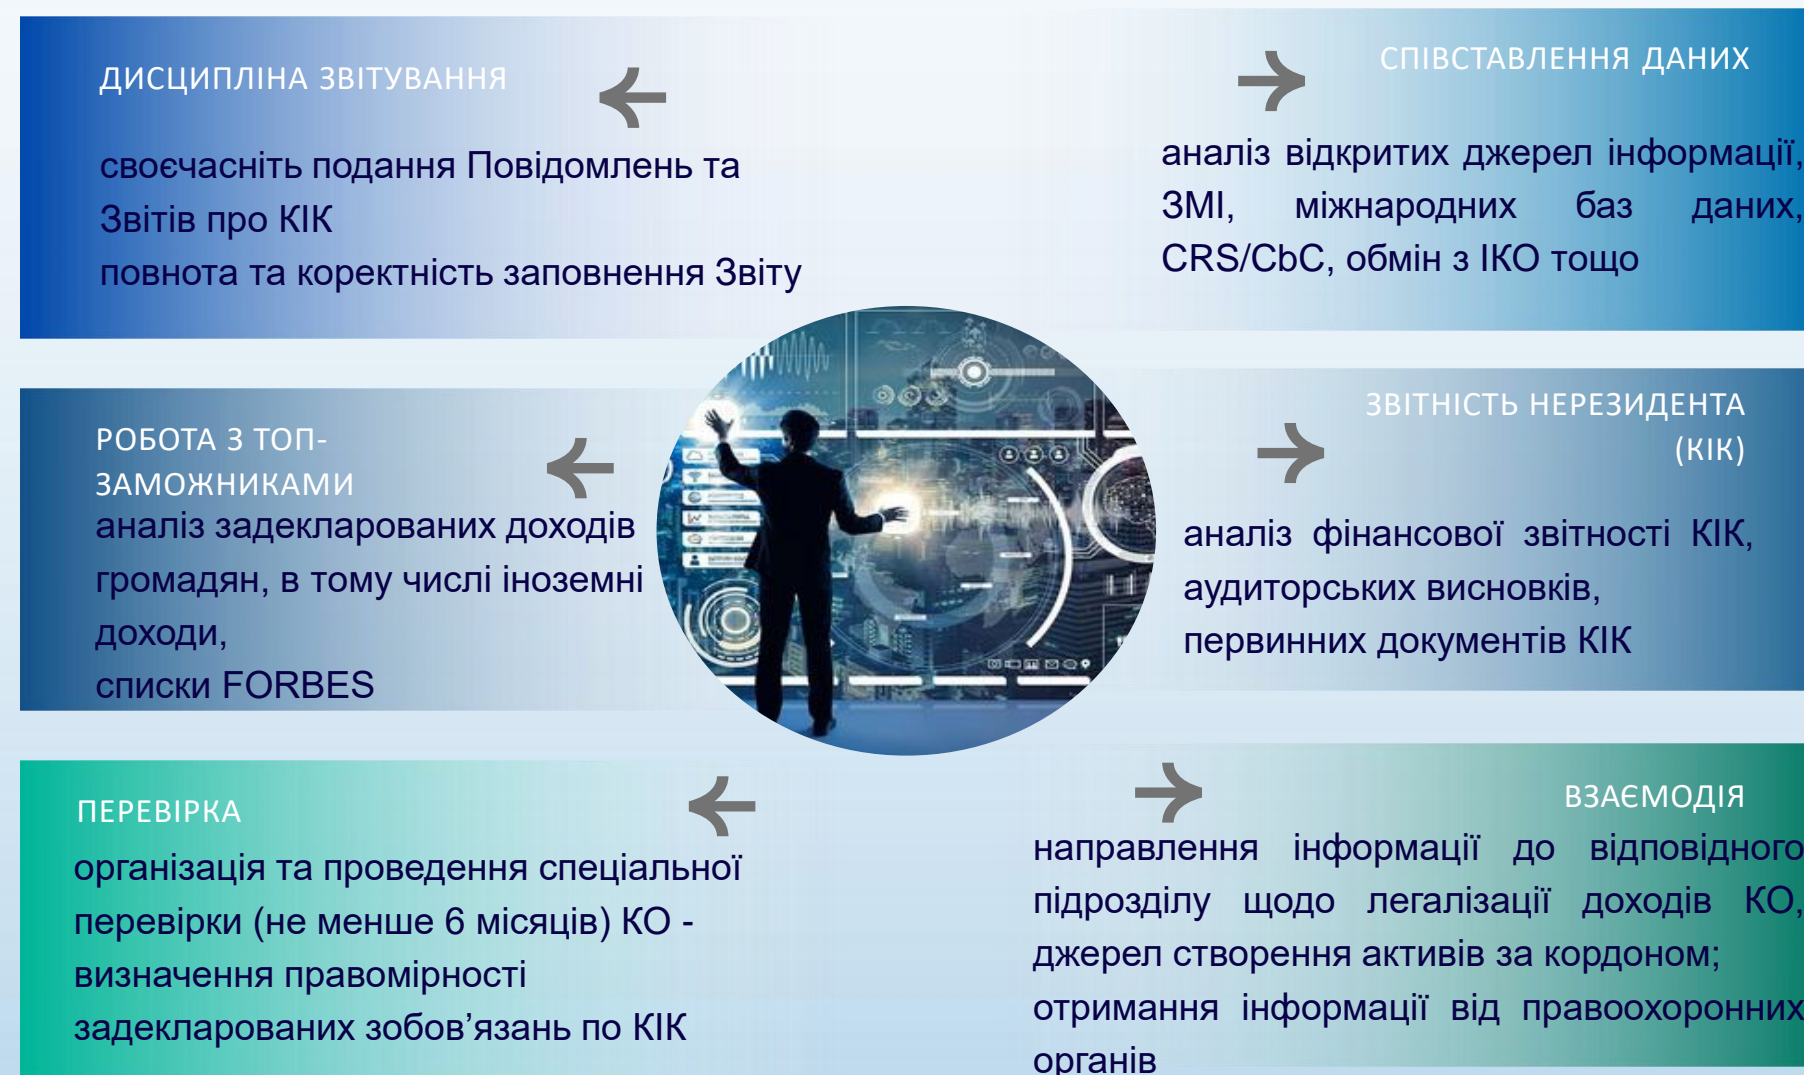 ДИСЦИПЛІНА ЗВІТУВАННЯ
своєчасніть подання Повідомлень та
Звітів про КІК
повнота та коректність заповнення Звіту
СПІВСТАВЛЕННЯ ДАНИХ
аналіз відкритих джерел інформації,
ЗМІ, міжнародних баз даних,
CRS/CbC, обмін з ІКО тощо
РОБОТА З ТОП-
ЗАМОЖНИКАМИ
аналіз задекларованих доходів
громадян, в тому числі іноземні
доходи,
списки FORBES
ЗВІТНІСТЬ НЕРЕЗИДЕНТА
(КІК)
аналіз фінансової звітності КІК,
аудиторських висновків,
первинних документів КІК
ПЕРЕВІРКА
організація та проведення спеціальної
перевірки (не менше 6 місяців) КО -
визначення правомірності
задекларованих зобов’язань по КІК
ВЗАЄМОДІЯ
направлення інформації до відповідного
підрозділу щодо легалізації доходів КО,
джерел створення активів за кордоном;
отримання інформації від правоохоронних
органів